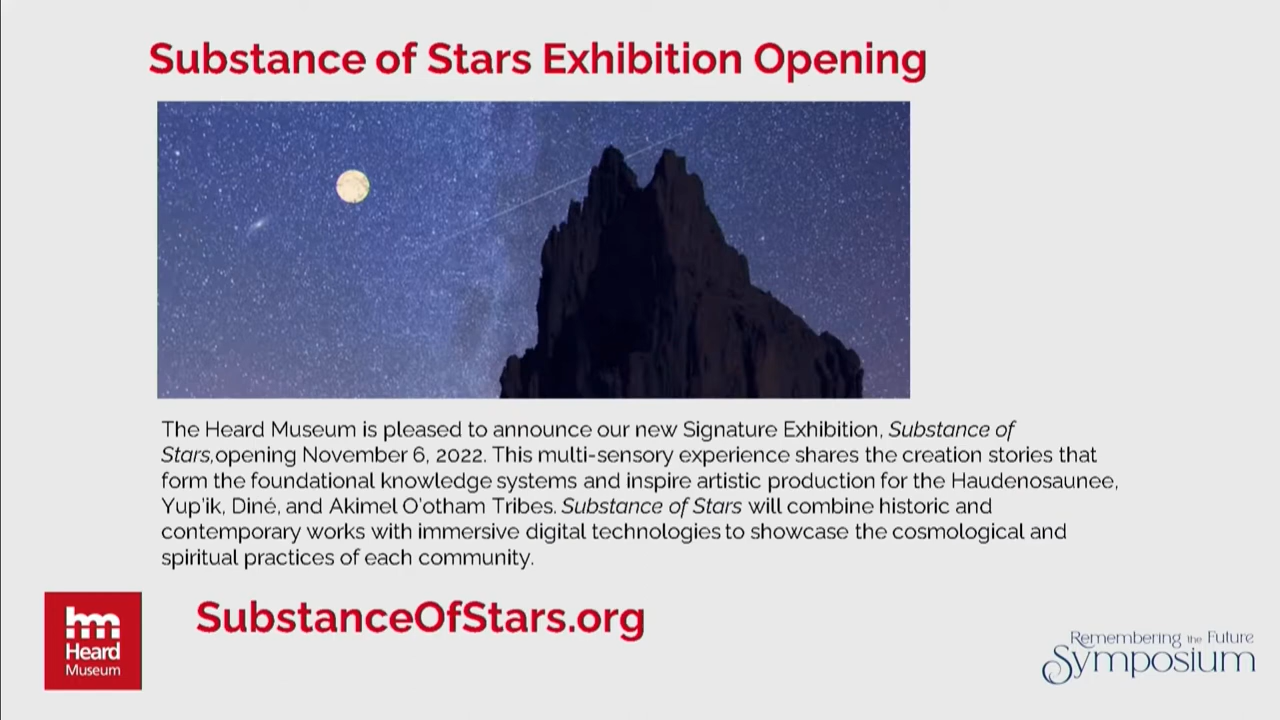 Substance of Stars Exhibition Opening
The Heard Museum is pleased to announce our new Signature Exhibition, Substance of
Stars,opening November 6, 2022. This multi-sensory experience shares the creation stories that
form the foundational knowledge systems and inspire artistic production for the Haudenosaunee,
Yup'ik, Diné, and Akimel O'otham Tribes. Substance of Stars will combine historic and
contemporary works with immersive digital technologies to showcase the cosmological and
spiritual practices of each community.
SubstanceOfStars.org
hm
Heard
Museum
Remembering the Future
Symposium